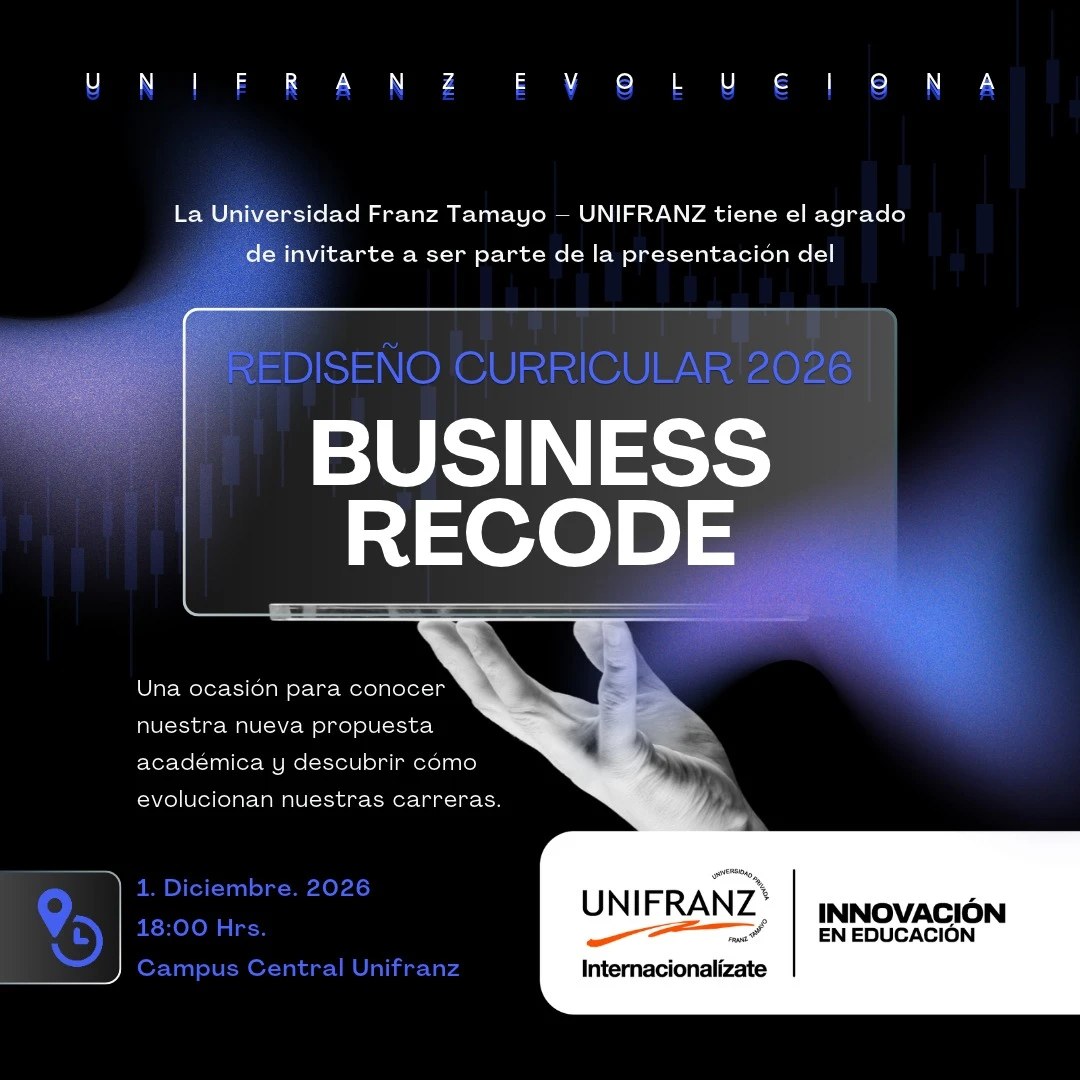 UNIFRANZ EVOLUCIONA
La Universidad Franz Tamayo – UNIFRANZ tiene el agrado
de invitarte a ser parte de la presentación del
REDISEÑO CURRICULAR 2026
BUSINESS
RECODE
Una ocasión para conocer
nuestra nueva propuesta
académica y descubrir cómo
evolucionan nuestras carreras.
1. Diciembre. 2026
18:00 Hrs.
Campus Central Unifranz
UNIVERSIDAD PRIVADA
UNIFRANZ
FRANZ TAMAYO
Internacionalízate
INNOVACIÓN
EN EDUCACIÓN